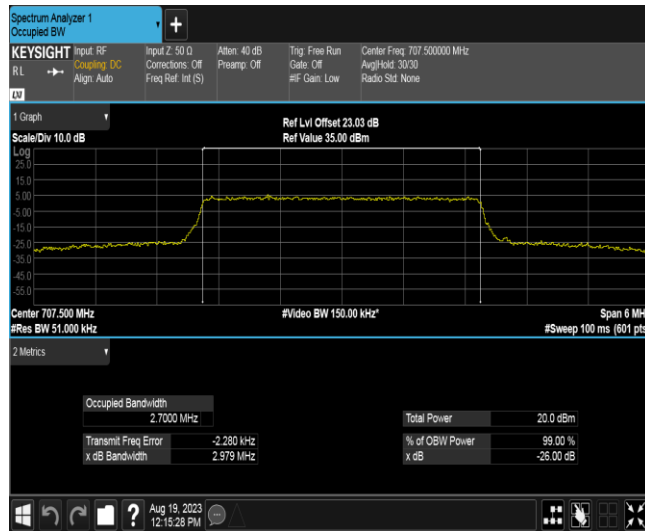 Spectrum Analyzer 1
Occupied BW
KEYSIGHT
RL
LXI
Input: RF
Coupling: DC
Align: Auto
Input Z: 50 Ω
Corrections: Off
Freq Ref: Int (S)
Atten: 40 dB
Preamp: Off
Trig: Free Run
Gate: Off
#IF Gain: Low
Center Freq: 707.500000 MHz
Avg|Hold: 30/30
Radio Std: None
1 Graph
Scale/Div 10.0 dB
Ref Lvl Offset 23.03 dB
Ref Value 35.00 dBm
Log
25.0
15.0
5.00
-5.00
-15.0
-25.0
-35.0
-45.0
-55.0
Center 707.500 MHz
#Res BW 51.000 kHz
#Video BW 150.00 kHz*
Span 6 MH
#Sweep 100 ms (601 pts
2 Metrics
Occupied Bandwidth
2.7000 MHz
Transmit Freq Error -2.280 kHz
x dB Bandwidth 2.979 MHz
Total Power 20.0 dBm
% of OBW Power 99.00 %
x dB -26.00 dB
?
Aug 19, 2023
12:15:28 PM